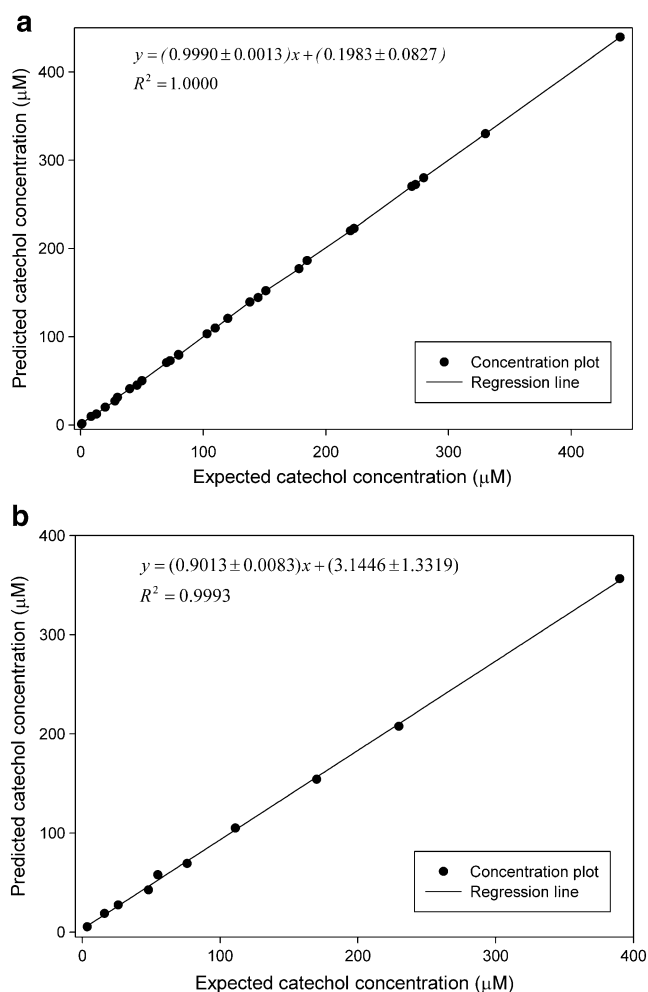 a
y = (0.9990 ± 0.0013)x + (0.1983 ± 0.0827)
R² = 1.0000
Predicted catechol concentration (μM)
400
300
200
100
0
Concentration plot
Regression line
0 100 200 300 400
Expected catechol concentration (μM)
b
y = (0.9013 ± 0.0083)x + (3.1446 ± 1.3319)
R² = 0.9993
Predicted catechol concentration (μM)
400
300
200
100
0
Concentration plot
Regression line
0 100 200 300 400
Expected catechol concentration (μM)